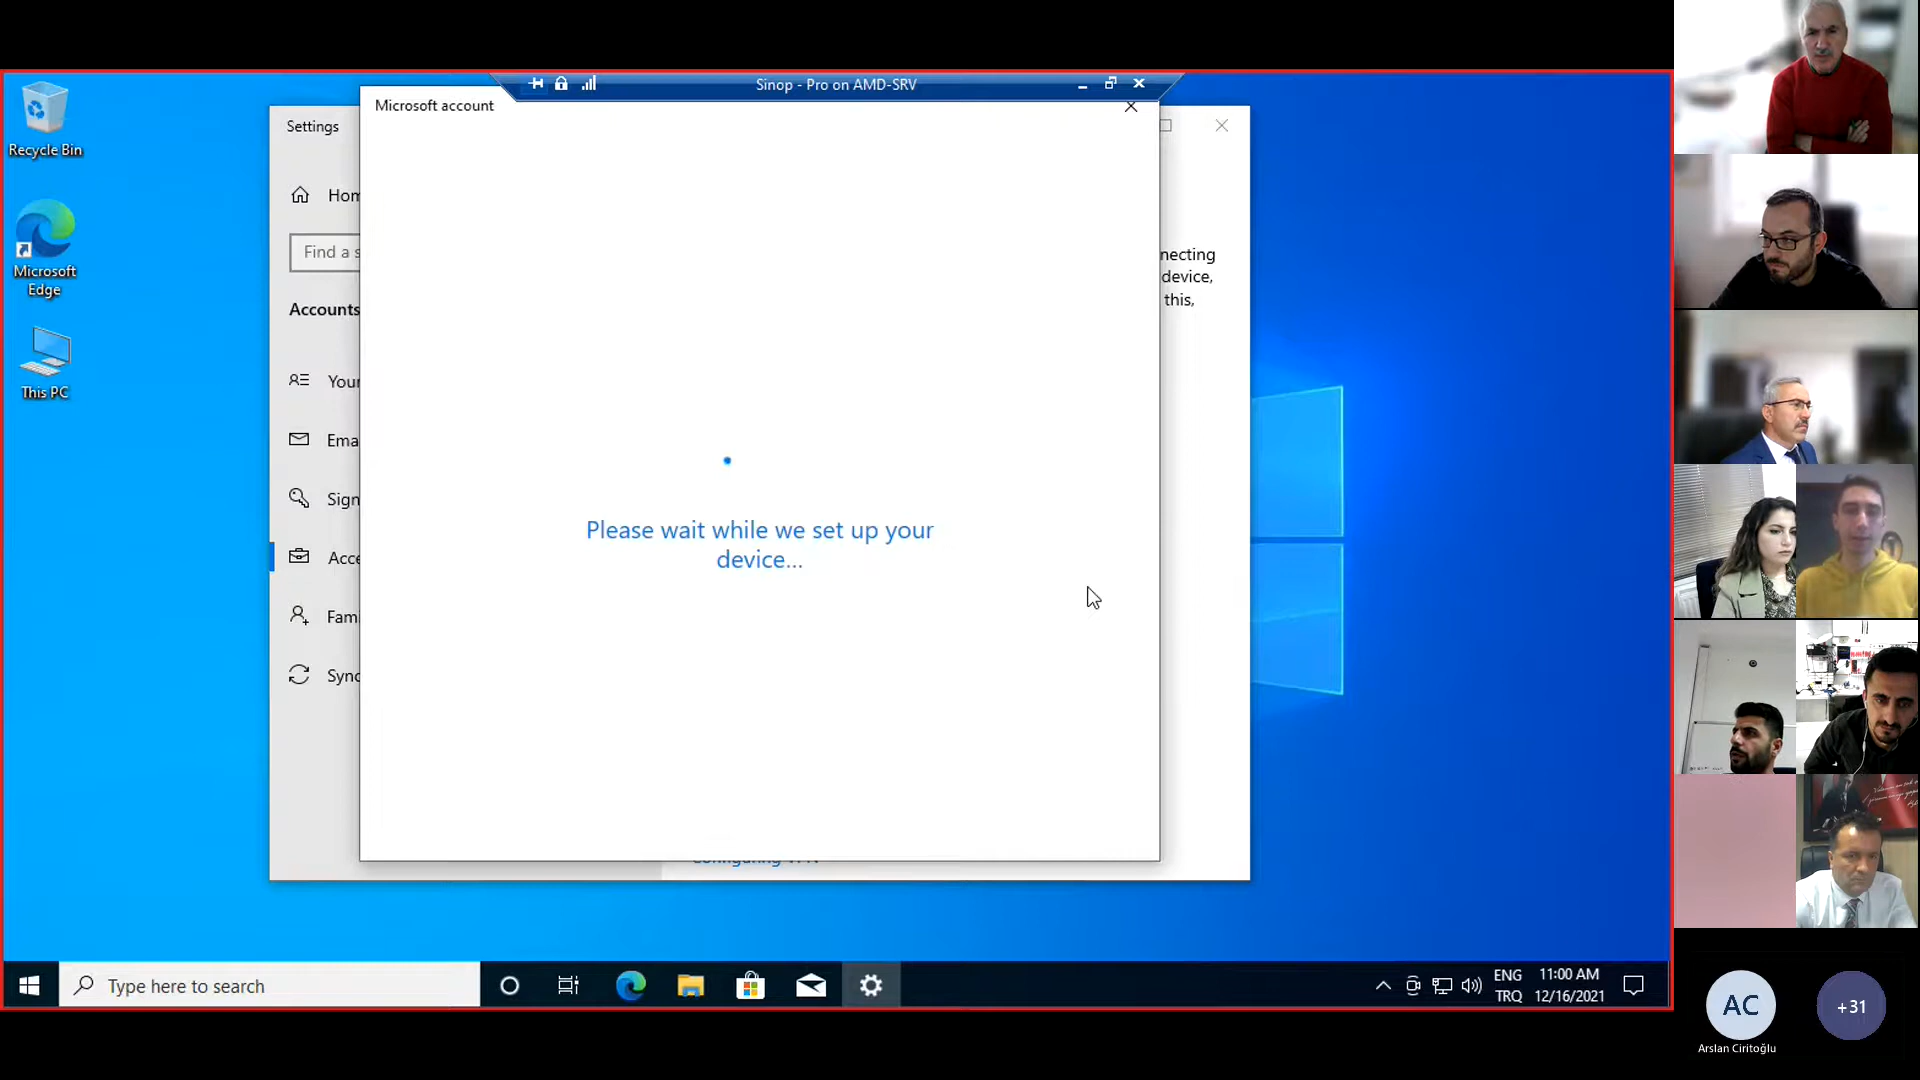 Recycle Bin
Microsoft
Edge
This PC
Sinop - Pro on AMD-SRV
Microsoft account
Settings
Hom
Find a s
Accounts
Your
Ema
Sign
Acce
Fam
Sync
necting
device,
this,
Please wait while we set up your
device...
Type here to search
ENG
TRQ
11:00 AM
12/16/2021
AC
Arslan Ciritoğlu
+31